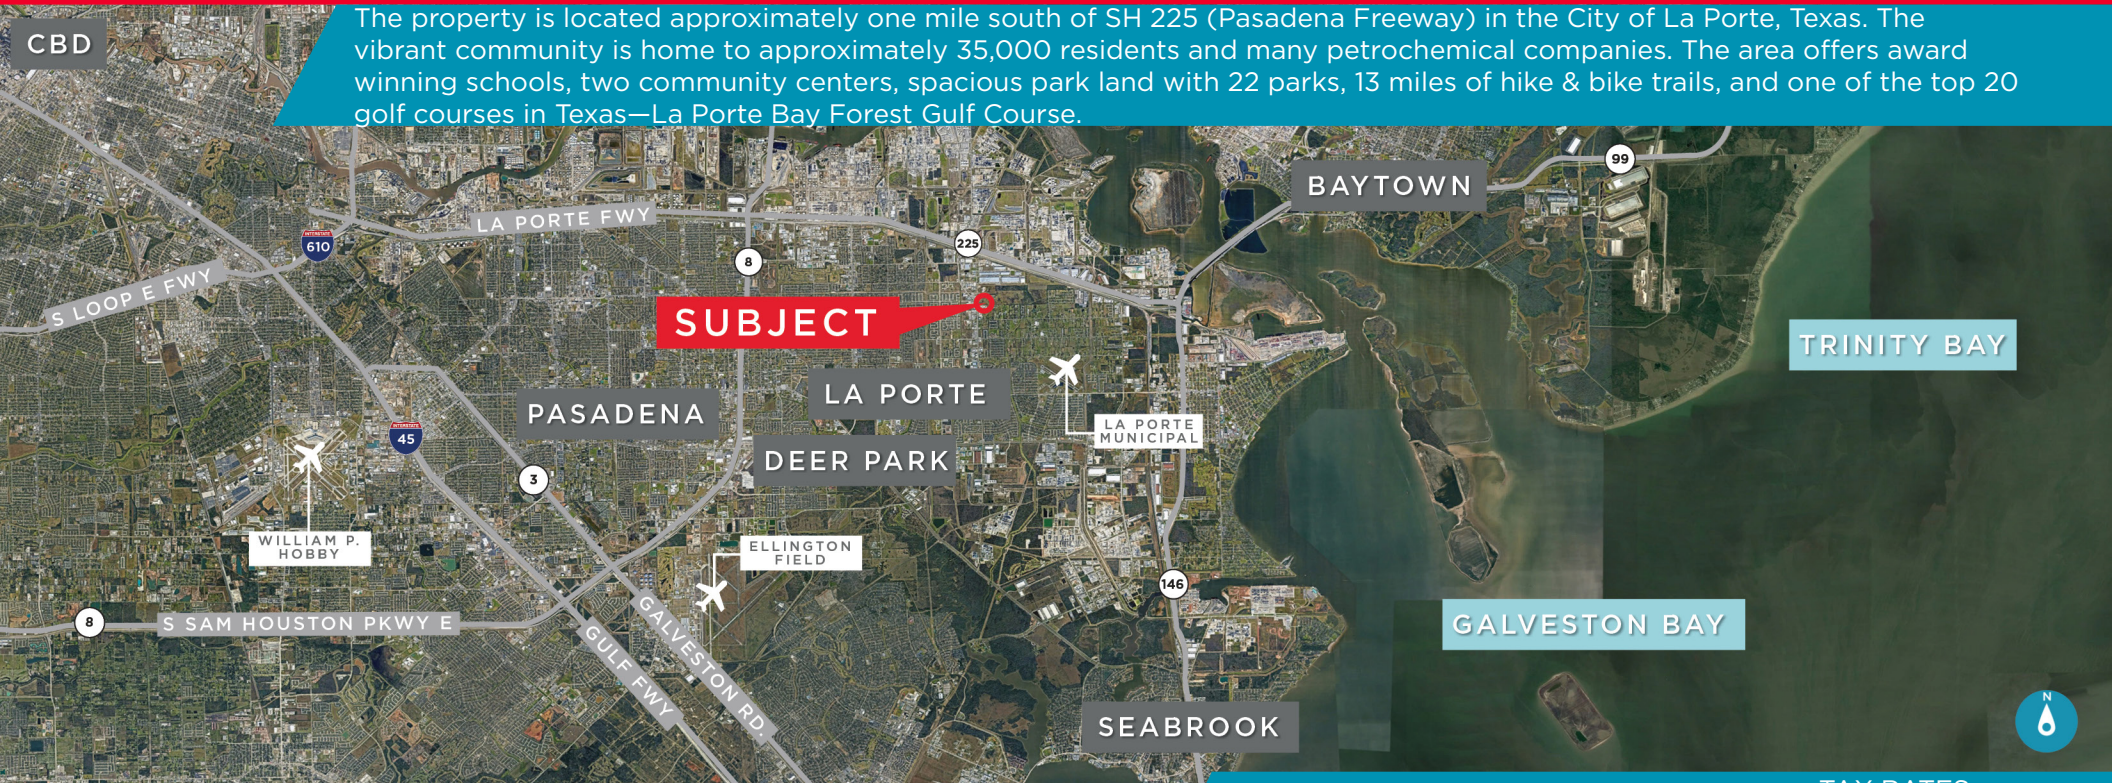 The property is located approximately one mile south of SH 225 (Pasadena Freeway) in the City of La Porte, Texas. The
vibrant community is home to approximately 35,000 residents and many petrochemical companies. The area offers award
winning schools, two community centers, spacious park land with 22 parks, 13 miles of hike & bike trails, and one of the top 20
golf courses in Texas—La Porte Bay Forest Gulf Course.
CBD
99
BAYTOWN
LA PORTE FWY
INTERSTATE
610
225
8
S LOOP E FWY
SUBJECT
TRINITY BAY
LA PORTE
PASADENA
LA PORTE
MUNICIPAL
INTERSTATE
45
DEER PARK
3
WILLIAM P.
HOBBY
ELLINGTON
FIELD
146
8
S SAM HOUSTON PKWY E
GALVESTON RD.
GULF FWY
GALVESTON BAY
N
SEABROOK
TAX RATES